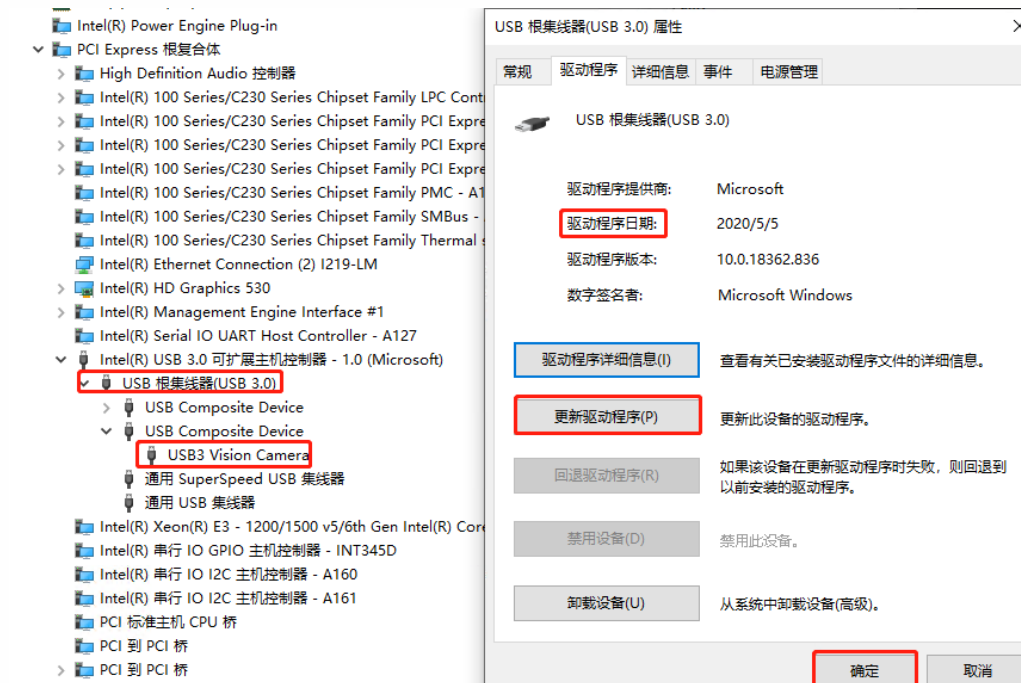 Intel(R) Power Engine Plug-in
PCI Express 根复合体
High Definition Audio 控制器
Intel(R) 100 Series/C230 Series Chipset Family LPC Cont
Intel(R) 100 Series/C230 Series Chipset Family PCI Expre
Intel(R) 100 Series/C230 Series Chipset Family PCI Expre
Intel(R) 100 Series/C230 Series Chipset Family PCI Expre
Intel(R) 100 Series/C230 Series Chipset Family PMC - A1
Intel(R) 100 Series/C230 Series Chipset Family SMBus -
Intel(R) 100 Series/C230 Series Chipset Family Thermal s
Intel(R) Ethernet Connection (2) I219-LM
Intel(R) HD Graphics 530
Intel(R) Management Engine Interface #1
Intel(R) Serial IO UART Host Controller - A127
Intel(R) USB 3.0 可扩展主机控制器 - 1.0 (Microsoft)
USB 根集线器(USB 3.0)
USB Composite Device
USB Composite Device
USB3 Vision Camera
通用 SuperSpeed USB 集线器
通用 USB 集线器
Intel(R) Xeon(R) E3 - 1200/1500 v5/6th Gen Intel(R) Core
Intel(R) 串行 IO GPIO 主机控制器 - INT345D
Intel(R) 串行 IO I2C 主机控制器 - A160
Intel(R) 串行 IO I2C 主机控制器 - A161
PCI 标准主机 CPU 桥
PCI 到 PCI 桥
PCI 到 PCI 桥
USB 根集线器(USB 3.0) 属性
常规 驱动程序 详细信息 事件 电源管理
USB 根集线器(USB 3.0)
驱动程序提供商: Microsoft
驱动程序日期: 2020/5/5
驱动程序版本: 10.0.18362.836
数字签名者: Microsoft Windows
驱动程序详细信息(I) 查看有关已安装驱动程序文件的详细信息。
更新驱动程序(P) 更新此设备的驱动程序。
回退驱动程序(R) 如果该设备在更新驱动程序时失败，则回退到
以前安装的驱动程序。
禁用设备(D) 禁用此设备。
卸载设备(U) 从系统中卸载设备(高级)。
确定 取消